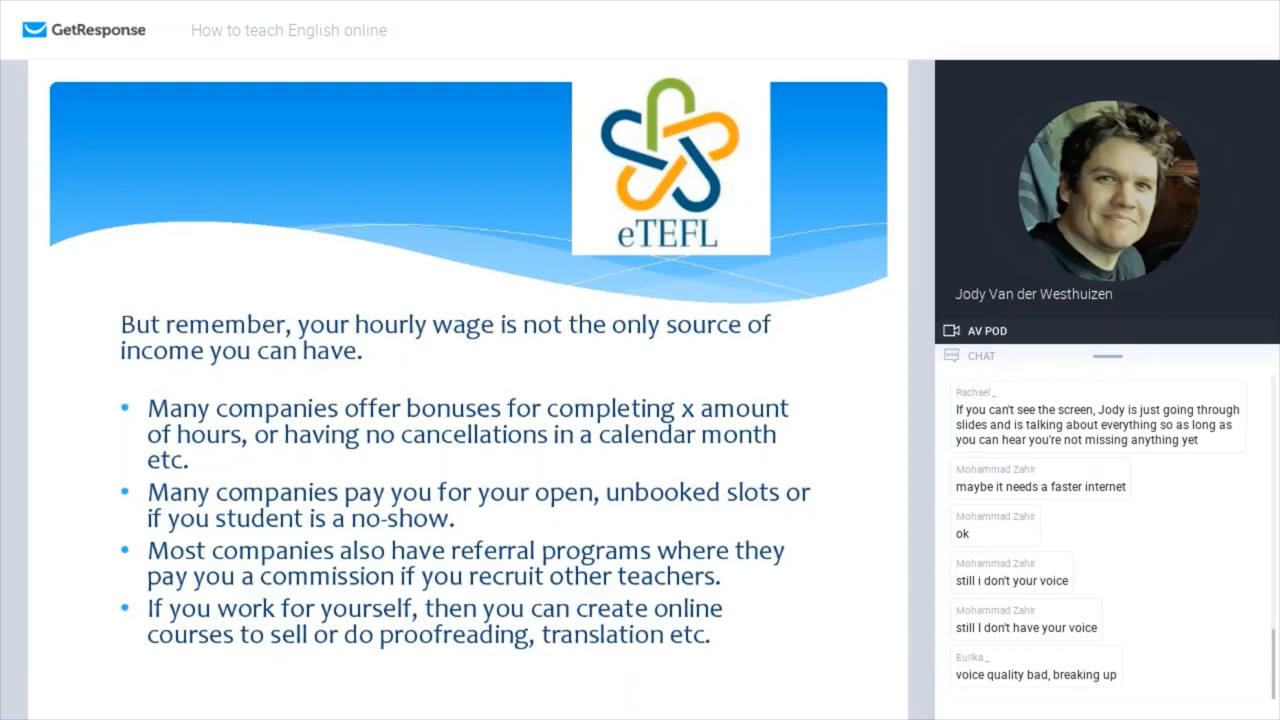 GetResponse
How to teach English online
eTEFL
But remember, your hourly wage is not the only source of
income you can have.
• Many companies offer bonuses for completing x amount
of hours, or having no cancellations in a calendar month
etc.
• Many companies pay you for your open, unbooked slots or
if you student is a no-show.
• Most companies also have referral programs where they
pay you a commission if you recruit other teachers.
• If you work for yourself, then you can create online
courses to sell or do proofreading, translation etc.
Jody Van der Westhuizen
AV POD
CHAT
Rachael_
If you can't see the screen, Jody is just going through
slides and is talking about everything so as long as
you can hear you're not missing anything yet
Mohammad Zahir
maybe it needs a faster internet
Mohammad Zahir
ok
Mohammad Zahir
still i don't your voice
Mohammad Zahir
still I don't have your voice
Eurika_
voice quality bad, breaking up